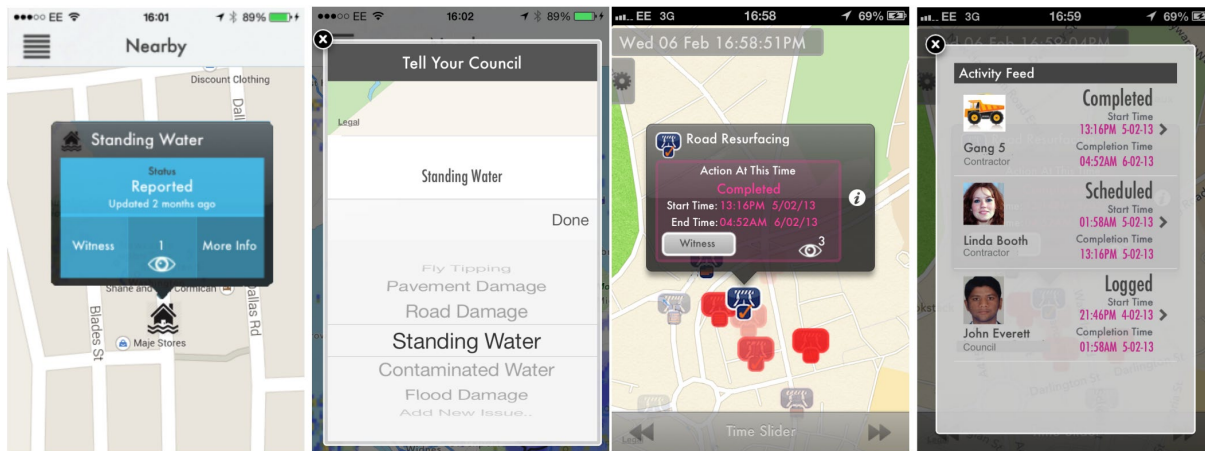 EE 16:01 89%
Nearby
Discount Clothing
Standing Water
Status
Reported
Updated 2 months ago
Witness 1 More Info
Shane and
Cormican
Maje Stores
Blades St
Dallas Rd
EE 16:02 89%
Tell Your Council
Legal
Standing Water
Done
Fly Tipping
Pavement Damage
Road Damage
Standing Water
Contaminated Water
Flood Damage
Add New Issue..
EE 3G 16:58 69%
Wed 06 Feb 16:58:51PM
Road Resurfacing
Action At This Time
Completed
Start Time: 13:16PM 5/02/13
End Time: 04:52AM 6/02/13
Witness 3
Time Slider
EE 3G 16:59 69%
Activity Feed
Completed
Start Time
13:16PM 5-02-13
Gang 5
Contractor
Completion Time
04:52AM 6-02-13
Scheduled
Start Time
01:58AM 5-02-13
Linda Booth
Contractor
Completion Time
13:16PM 5-02-13
Logged
Start Time
21:46PM 4-02-13
John Everett
Council
Completion Time
01:58AM 5-02-13
Darlington St